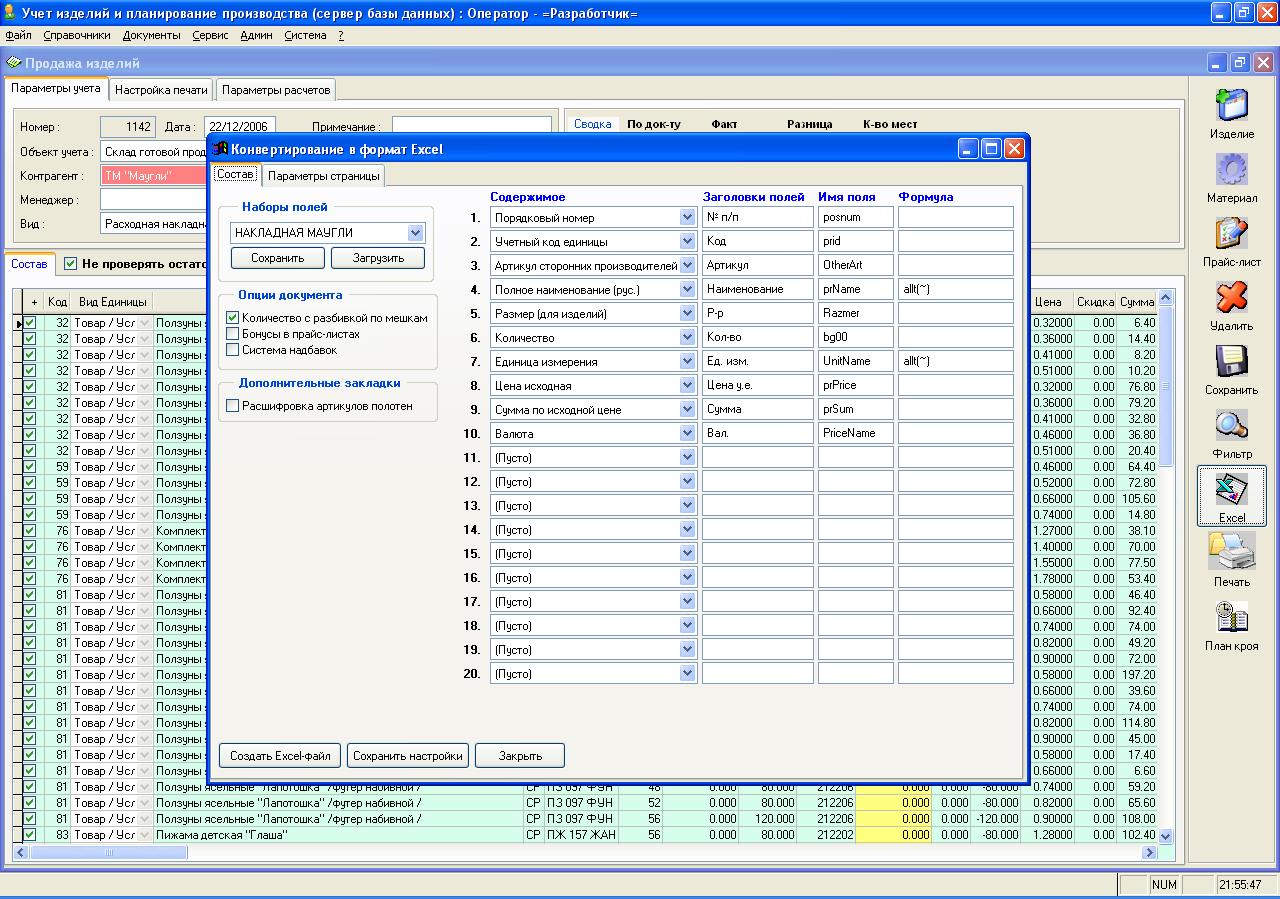 Учет изделий и планирование производства (сервер базы данных) : Оператор - =Разработчик=
Файл Справочники Документы Сервис Админ Система ?
Продажа изделий
Параметры учета Настройка печати Параметры расчетов
Номер : 1142 Дата : 22/12/2006 Примечание :
Сводка По док-ту Факт Разница К-во мест
Объект учета : Склад готовой прод
Контрагент : ТМ "Маугли"
Менеджер :
Вид : Расходная накладна
Состав Не проверять остато
+ Код Вид Единицы Цена Скидка Сумма
32 Товар / Усл Ползуны 0.32000 0.00 6.40
32 Товар / Усл Ползуны 0.36000 0.00 14.40
32 Товар / Усл Ползуны 0.41000 0.00 8.20
32 Товар / Усл Ползуны 0.51000 0.00 10.20
32 Товар / Усл Ползуны 0.32000 0.00 76.80
32 Товар / Усл Ползуны 0.36000 0.00 79.20
32 Товар / Усл Ползуны 0.41000 0.00 32.80
32 Товар / Усл Ползуны 0.46000 0.00 36.80
32 Товар / Усл Ползуны 0.51000 0.00 20.40
59 Товар / Усл Ползуны 0.46000 0.00 64.40
59 Товар / Усл Ползуны 0.52000 0.00 72.80
59 Товар / Усл Ползуны 0.66000 0.00 105.60
59 Товар / Усл Ползуны 0.74000 0.00 14.80
76 Товар / Усл Комплект 1.27000 0.00 38.10
76 Товар / Усл Комплект 1.40000 0.00 70.00
76 Товар / Усл Комплект 1.55000 0.00 77.50
76 Товар / Усл Комплект 1.78000 0.00 53.40
81 Товар / Усл Ползуны 0.58000 0.00 46.40
81 Товар / Усл Ползуны 0.66000 0.00 92.40
81 Товар / Усл Ползуны 0.74000 0.00 74.00
81 Товар / Усл Ползуны 0.82000 0.00 49.20
81 Товар / Усл Ползуны 0.90000 0.00 72.00
81 Товар / Усл Ползуны 0.58000 0.00 197.20
81 Товар / Усл Ползуны 0.66000 0.00 39.60
81 Товар / Усл Ползуны 0.74000 0.00 74.00
81 Товар / Усл Ползуны 0.82000 0.00 114.80
81 Товар / Усл Ползуны 0.90000 0.00 45.00
81 Товар / Усл Ползуны 0.58000 0.00 17.40
81 Товар / Усл Ползуны 0.66000 0.00 6.60
81 Товар / Усл Ползуны ясельные "Лапотошка" /футер набивной / СР ПЗ 097 ФУН 48 0.000 80.000 212206 0.000 0.000 -80.000 0.74000 0.00 59.20
81 Товар / Усл Ползуны ясельные "Лапотошка" /футер набивной / СР ПЗ 097 ФУН 52 0.000 80.000 212206 0.000 0.000 -80.000 0.82000 0.00 65.60
81 Товар / Усл Ползуны ясельные "Лапотошка" /футер набивной / СР ПЗ 097 ФУН 56 0.000 120.000 212206 0.000 0.000 -120.000 0.90000 0.00 108.00
83 Товар / Усл Пижама детская "Глаша" СР ПЖ 157 ЖАН 56 0.000 80.000 212202 0.000 0.000 -80.000 1.28000 0.00 102.40
Конвертирование в формат Excel
Состав Параметры страницы
Наборы полей
НАКЛАДНАЯ МАУГЛИ
Сохранить Загрузить
Опции документа
Количество с разбивкой по мешкам
Бонусы в прайс-листах
Система надбавок
Дополнительные закладки
Расшифровка артикулов полотен
Содержимое Заголовки полей Имя поля Формула
1. Порядковый номер № п/п posnum
2. Учетный код единицы Код prid
3. Артикул сторонних производителей Артикул OtherArt
4. Полное наименование (рус.) Наименование prName allt(~)
5. Размер (для изделий) Р-р Razmer
6. Количество Кол-во bg00
7. Единица измерения Ед. изм. UnitName allt(~)
8. Цена исходная Цена у.е. prPrice
9. Сумма по исходной цене Сумма prSum
10. Валюта Вал. PriceName
11. (Пусто)
12. (Пусто)
13. (Пусто)
14. (Пусто)
15. (Пусто)
16. (Пусто)
17. (Пусто)
18. (Пусто)
19. (Пусто)
20. (Пусто)
Создать Excel-файл Сохранить настройки Закрыть
Изделие
Материал
Прайс-лист
Удалить
Сохранить
Фильтр
Excel
Печать
План кроя
NUM 21:55:47